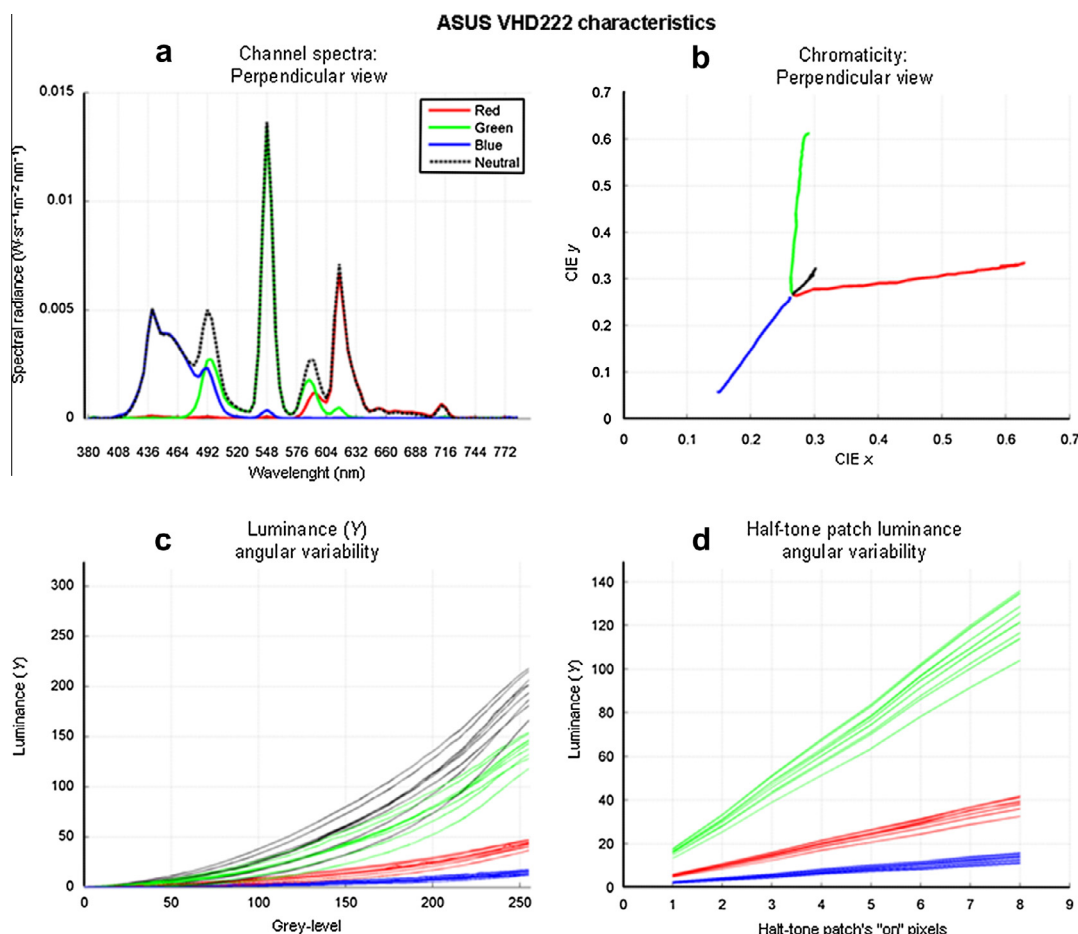 ASUS VHD222 characteristics
a
Channel spectra:
Perpendicular view
Spectral radiance (W·sr⁻¹·m⁻² nm⁻¹)
0.015
0.01
0.005
0
Red
Green
Blue
Neutral
380 408 436 464 492 520 548 576 604 632 660 688 716 744 772
Wavelenght (nm)
b
Chromaticity:
Perpendicular view
CIE y
0.7
0.6
0.5
0.4
0.3
0.2
0.1
0
0 0.1 0.2 0.3 0.4 0.5 0.6 0.7
CIE x
c
Luminance (Y)
angular variability
Luminance (Y)
300
250
200
150
100
50
0
0 50 100 150 200 250
Grey-level
d
Half-tone patch luminance
angular variability
Luminance (Y)
140
120
100
80
60
40
20
0
0 1 2 3 4 5 6 7 8 9
Half-tone patch's "on" pixels